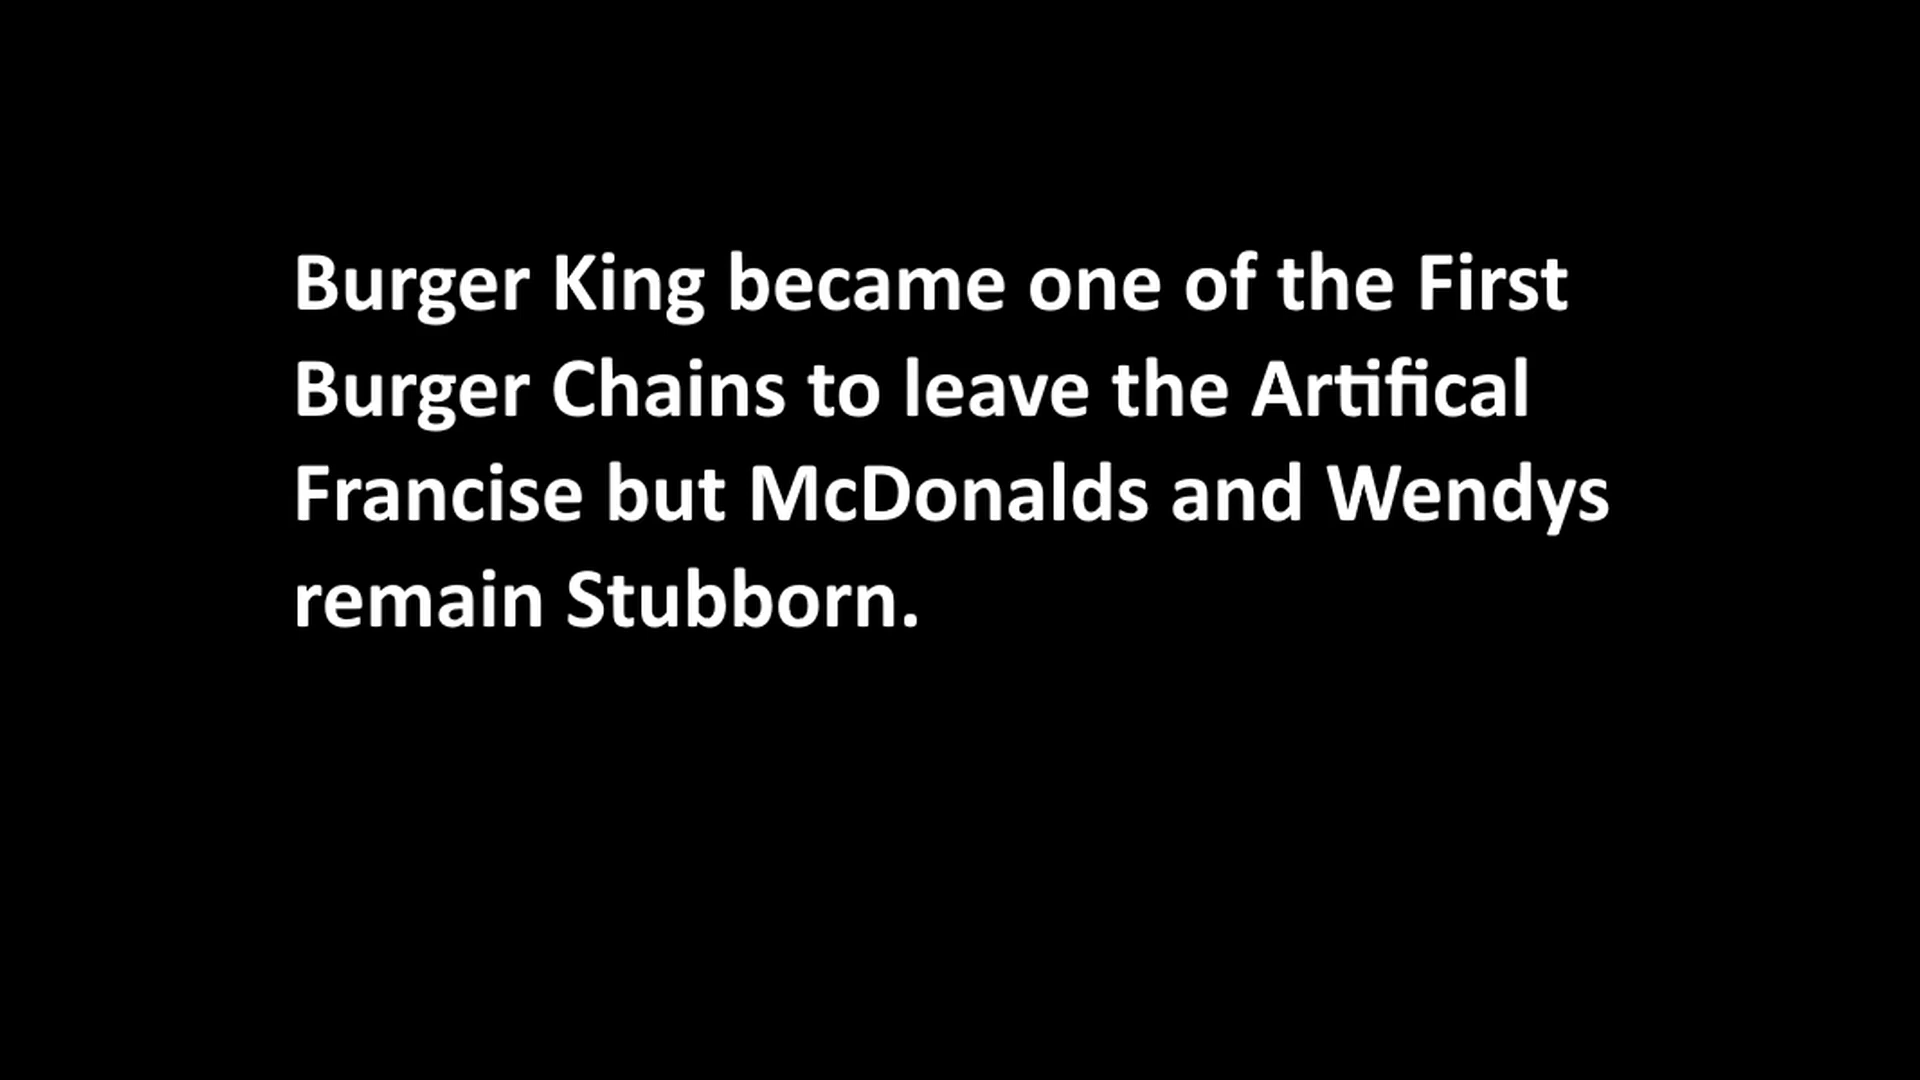 Burger King became one of the First
Burger Chains to leave the Artifical
Francise but McDonalds and Wendys
remain Stubborn.